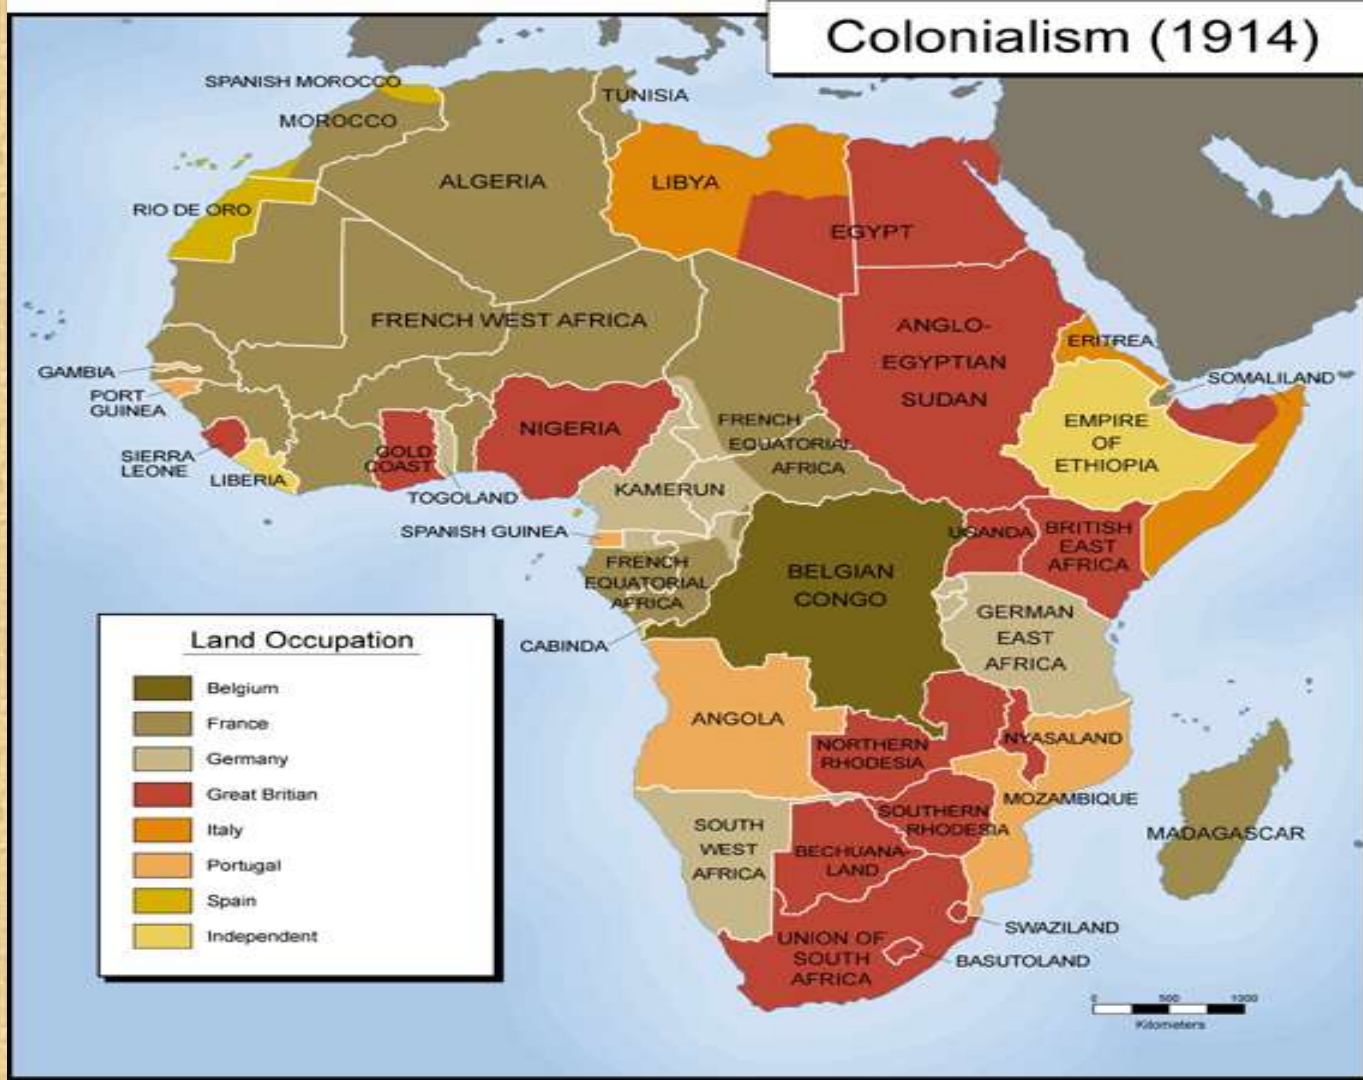 Colonialism (1914)
SPANISH MOROCCO
TUNISIA
MOROCCO
ALGERIA
LIBYA
RIO DE ORO
EGYPT
FRENCH WEST AFRICA
ANGLO-
EGYPTIAN
SUDAN
ERITREA
GAMBIA
SOMALILAND
PORT
GUINEA
EMPIRE
OF
ETHIOPIA
FRENCH
EQUATORIAL
AFRICA
NIGERIA
GOLD
COAST
SIERRA
LEONE
LIBERIA
TOGOLAND
KAMERUN
SPANISH GUINEA
UGANDA
BRITISH
EAST
AFRICA
FRENCH
EQUATORIAL
AFRICA
BELGIAN
CONGO
GERMAN
EAST
AFRICA
CABINDA
Land Occupation
Belgium
France
Germany
Great Britian
Italy
Portugal
Spain
Independent
ANGOLA
NORTHERN
RHODESIA
NYASALAND
MOZAMBIQUE
SOUTHERN
RHODESIA
SOUTH
WEST
AFRICA
BECHUANA-
LAND
MADAGASCAR
SWAZILAND
UNION OF
SOUTH
AFRICA
BASUTOLAND
0 500 1000
Kilometers